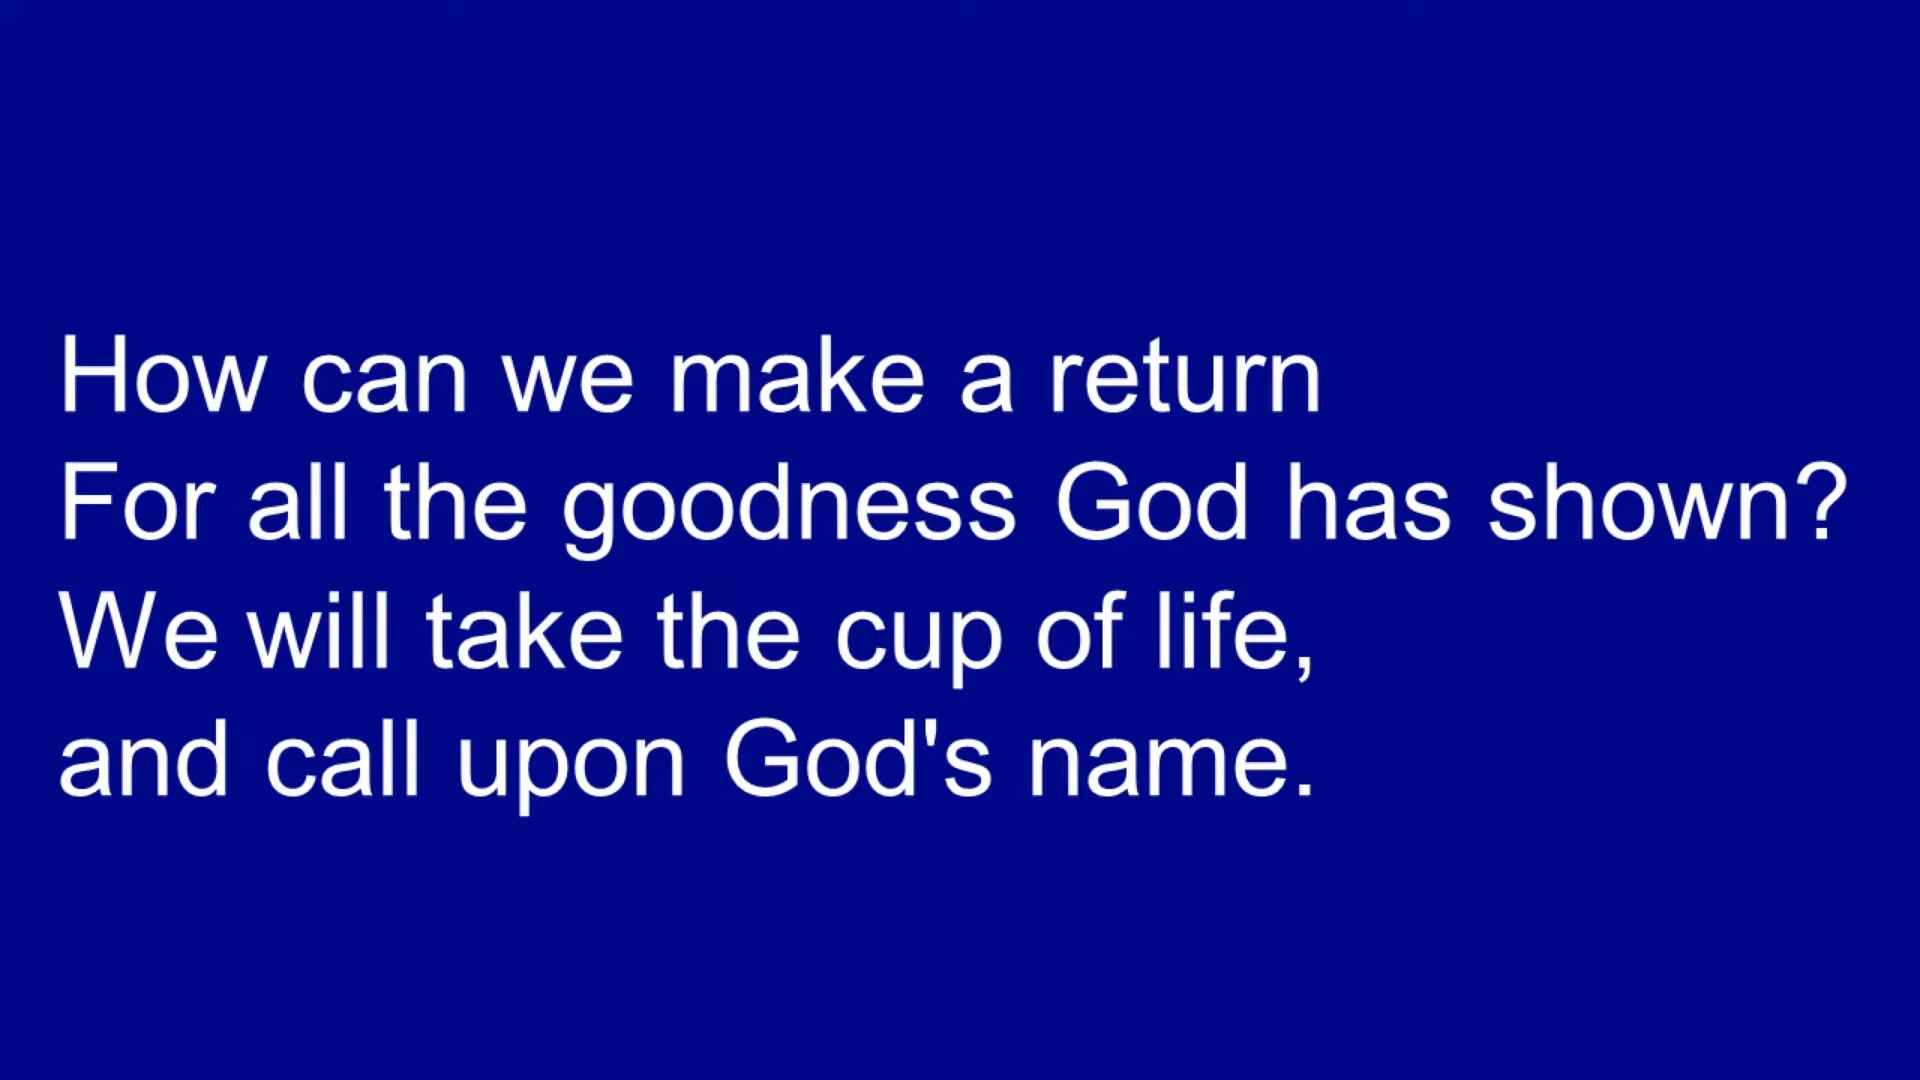 How can we make a return
For all the goodness God has shown?
We will take the cup of life,
and call upon God's name.